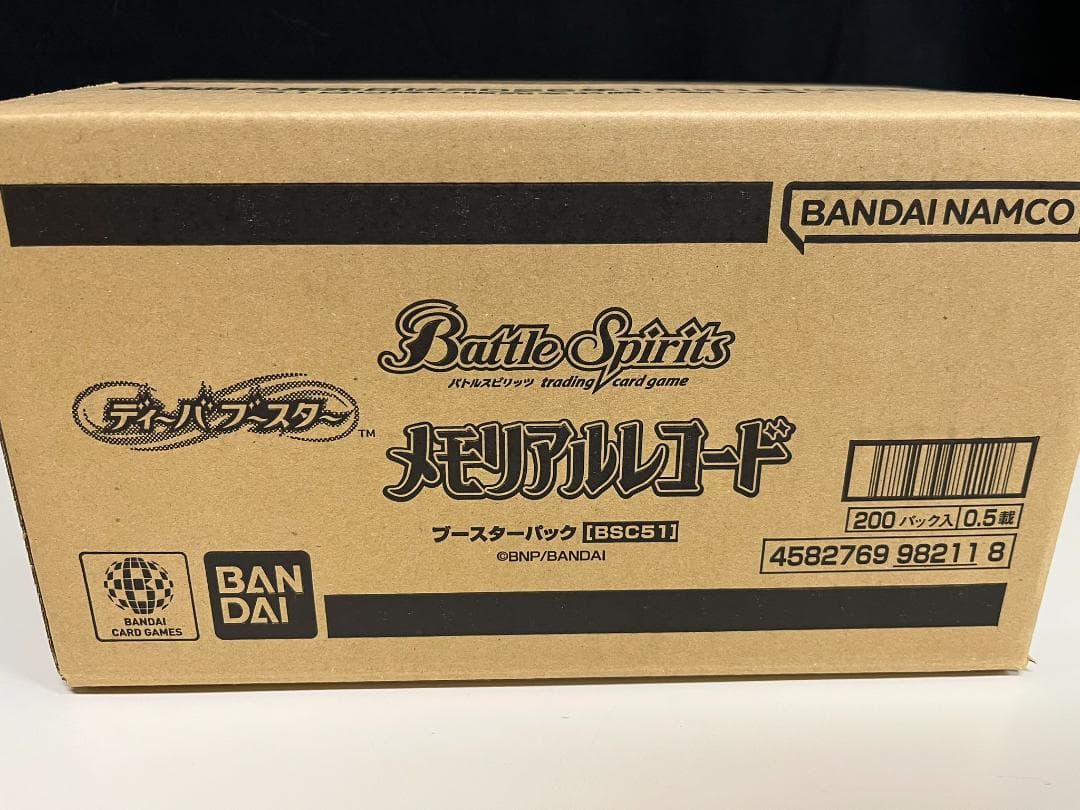 BANDAI NAMCO
Battle Spirits
バトルスピリッツ trading card game
ディーバブースター™
メモリアルレコード
ブースターパック [BSC51]
©BNP/BANDAI
200 パック入 0.5載
4582769 98211 8
BANDAI
CARD GAMES
BAN
DAI